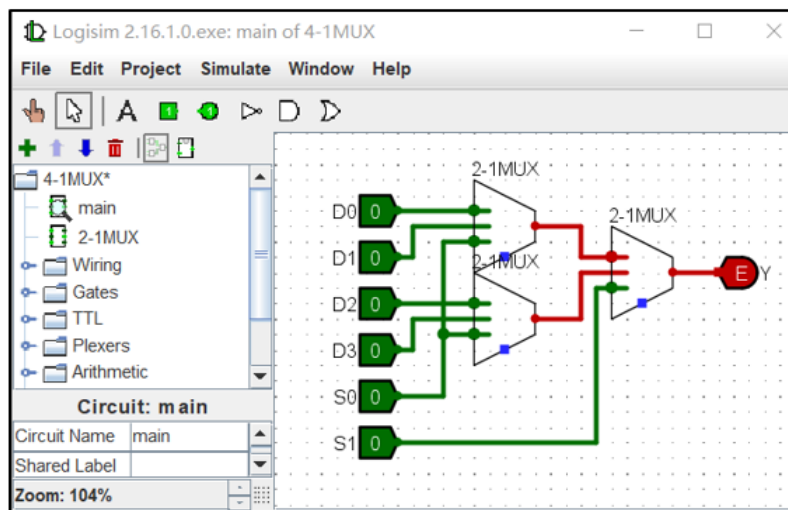 Logisim 2.16.1.0.exe: main of 4-1MUX
File Edit Project Simulate Window Help
A 1 1
4-1MUX*
main
2-1MUX
Wiring
Gates
TTL
Plexers
Arithmetic
Circuit: main
Circuit Name main
Shared Label
Zoom: 104%
2-1MUX
D0 0
2-1MUX
D1 0
2-1MUX
E Y
D2 0
D3 0
S0 0
S1 0